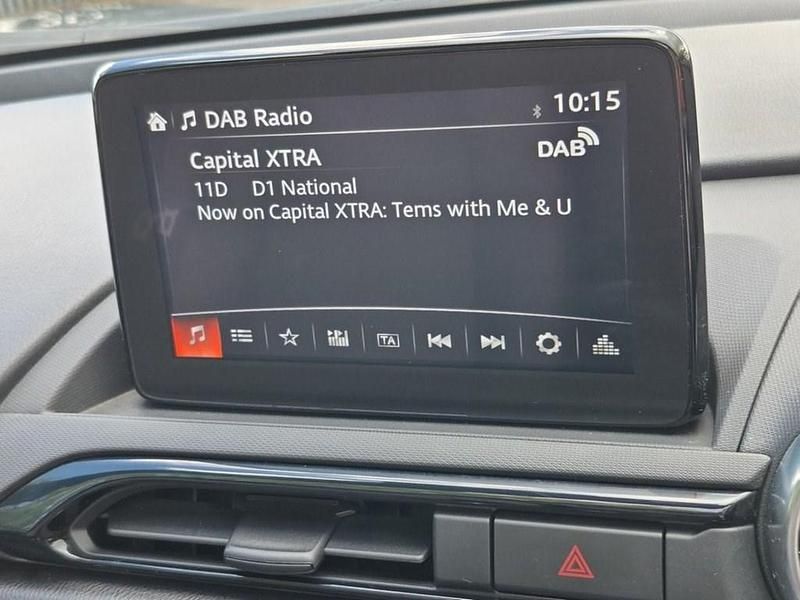 DAB Radio 10:15
Capital XTRA DAB
11D D1 National
Now on Capital XTRA: Tems with Me & U
TA